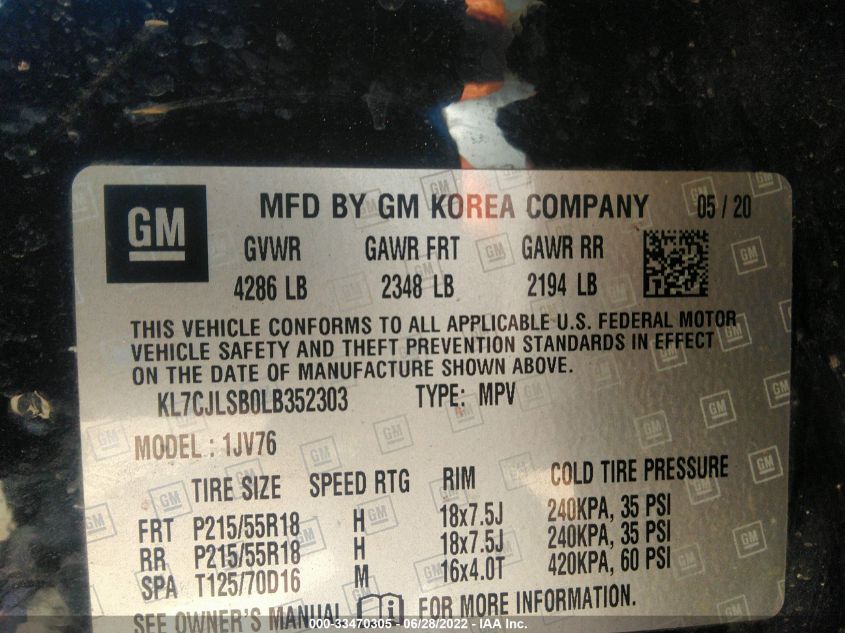 GM
MFD BY GM KOREA COMPANY 05 / 20
GVWR GAWR FRT GAWR RR
4286 LB 2348 LB 2194 LB
THIS VEHICLE CONFORMS TO ALL APPLICABLE U.S. FEDERAL MOTOR
VEHICLE SAFETY AND THEFT PREVENTION STANDARDS IN EFFECT
ON THE DATE OF MANUFACTURE SHOWN ABOVE.
KL7CJLSB0LB352303 TYPE: MPV
MODEL : 1JV76
TIRE SIZE SPEED RTG RIM COLD TIRE PRESSURE
FRT P215/55R18 H 18x7.5J 240KPA, 35 PSI
RR P215/55R18 H 18x7.5J 240KPA, 35 PSI
SPA T125/70D16 M 16x4.0T 420KPA, 60 PSI
SEE OWNER'S MANUAL FOR MORE INFORMATION.
000-33470305 - 06/28/2022 - IAA Inc.